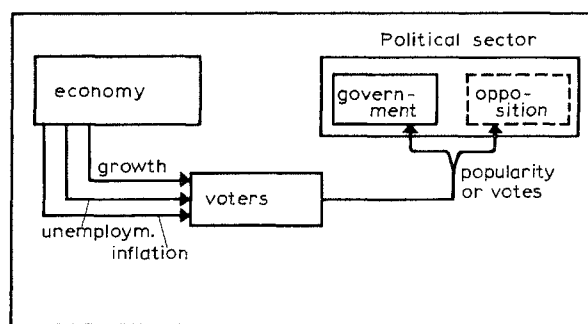 Political sector
economy
govern-
ment
oppo-
sition
growth
popularity
or votes
voters
unemploym.
inflation